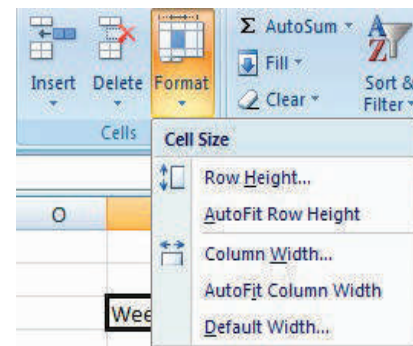 Σ AutoSum
Fill
Clear
Insert Delete Format
Sort &
Filter
Cells
Cell Size
Row Height...
AutoFit Row Height
O
Column Width...
AutoFit Column Width
Default Width...
Wee